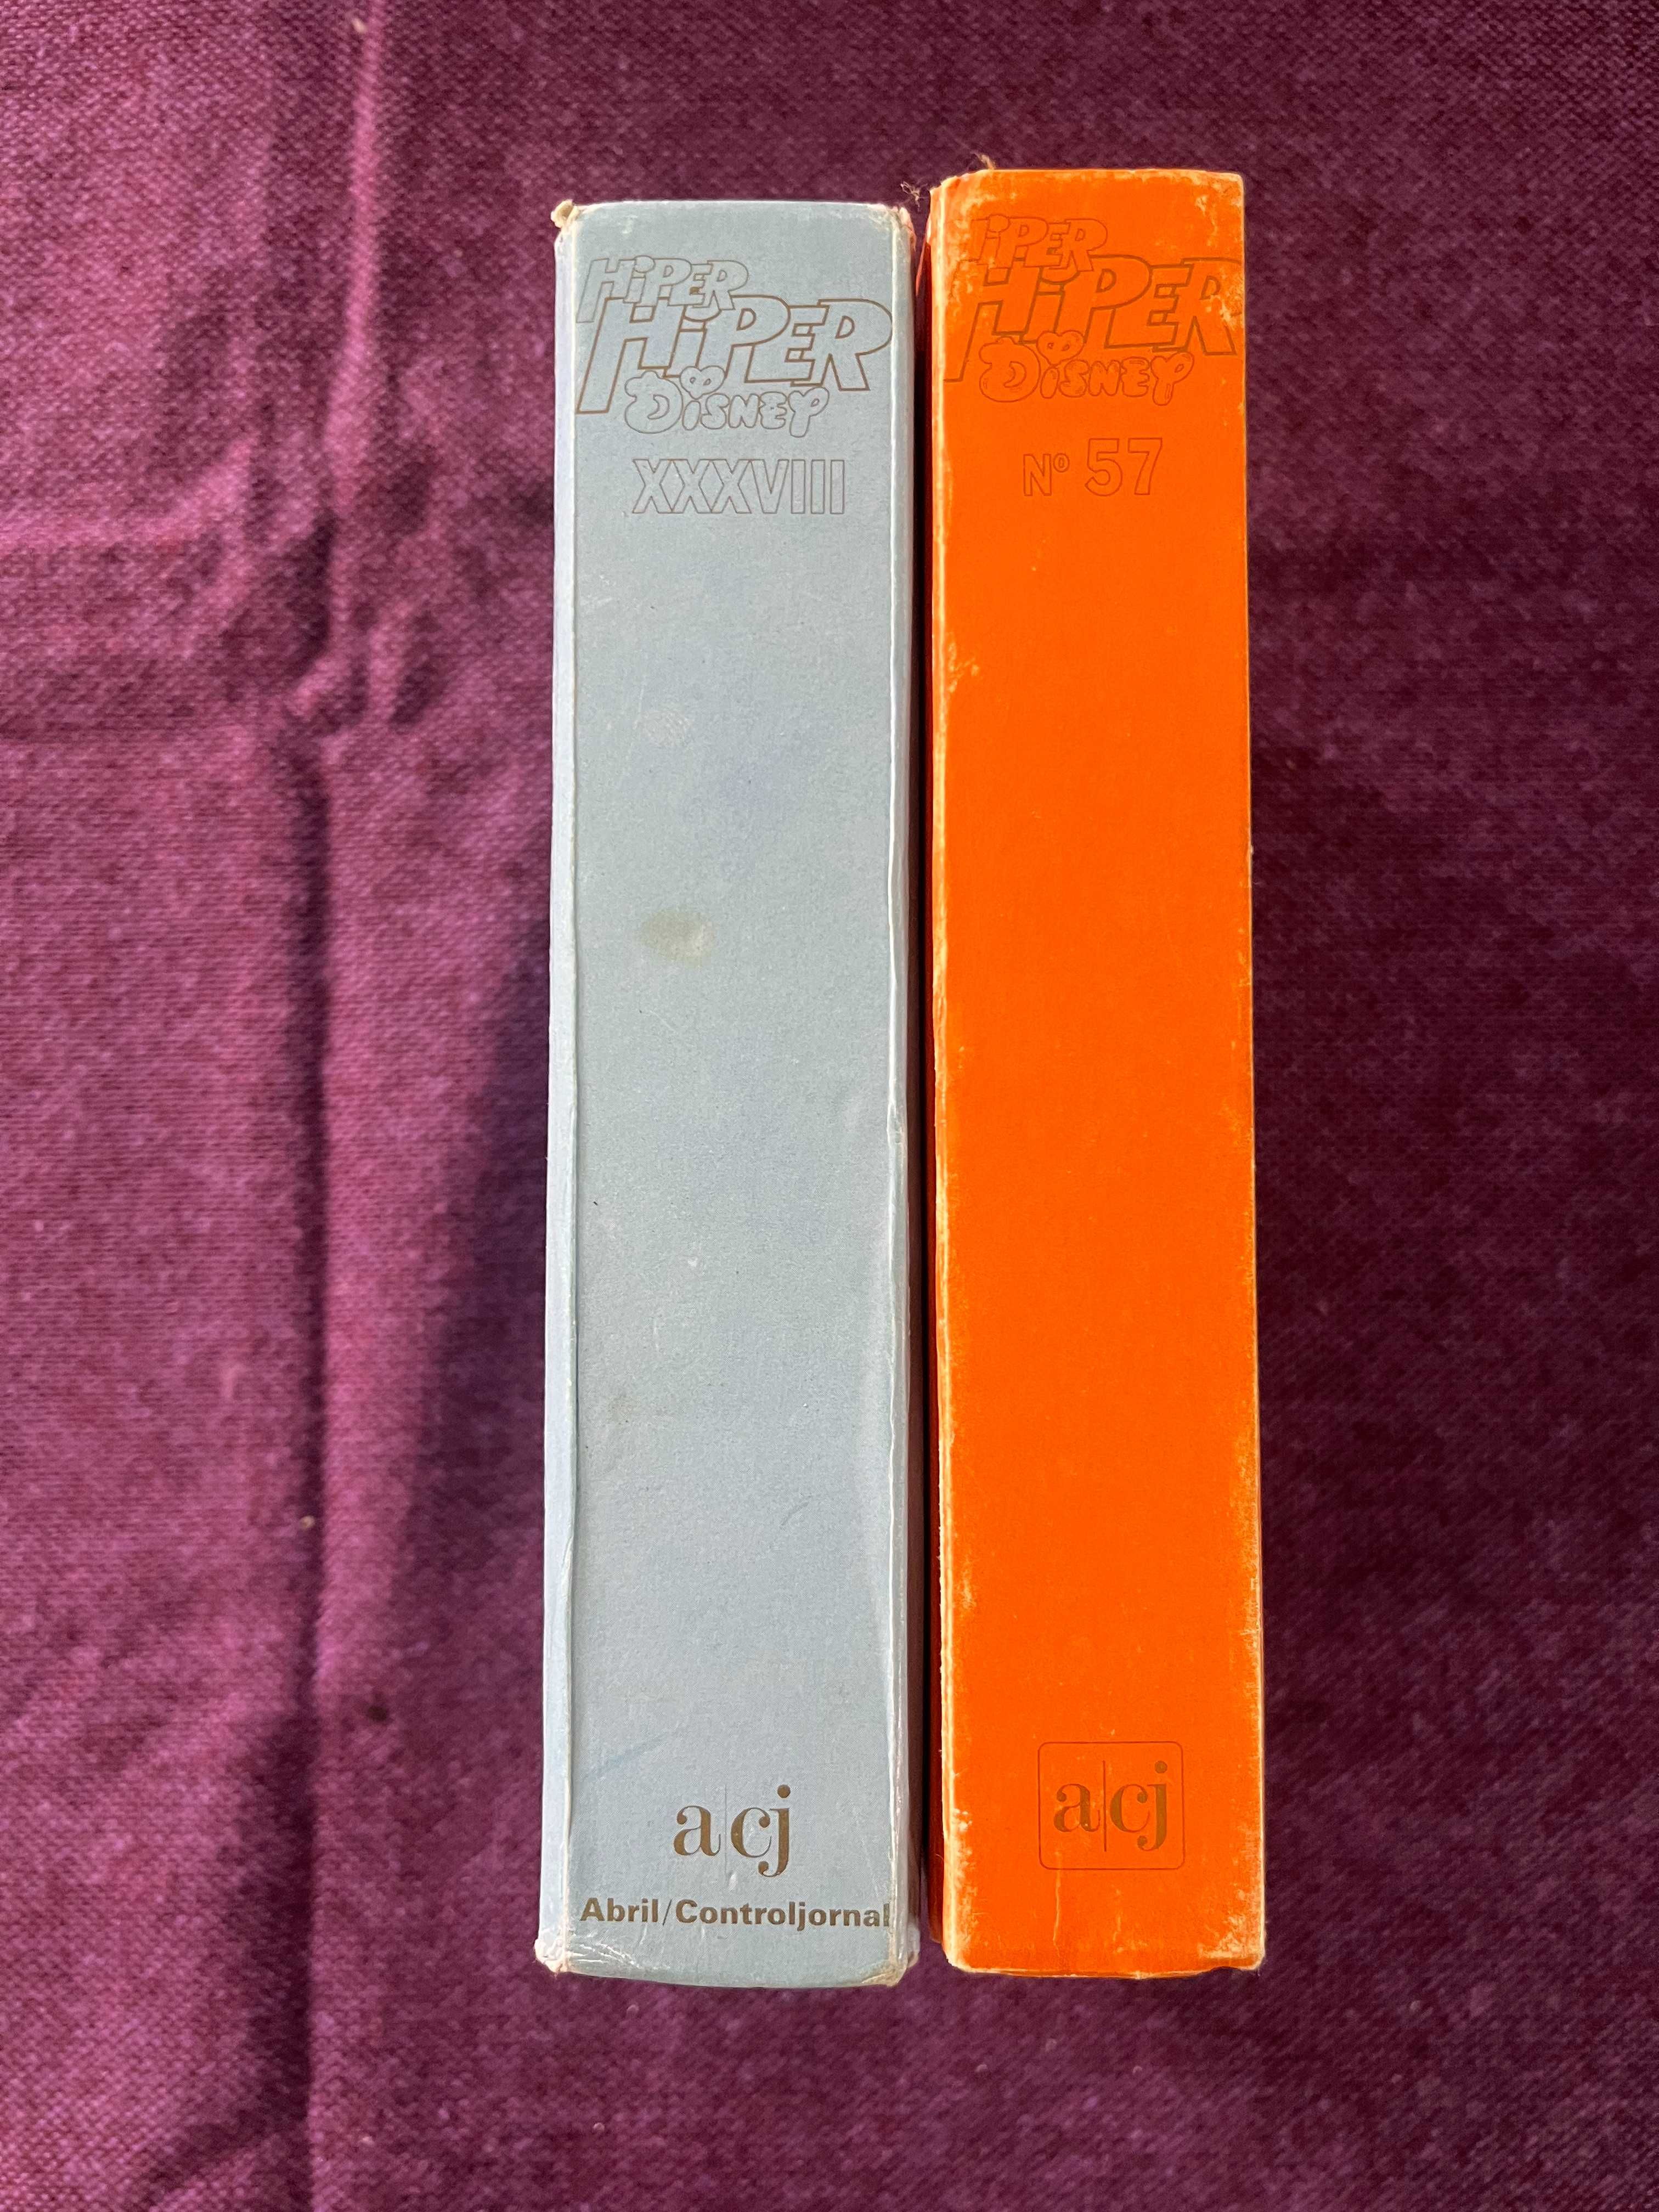 HiPER
HiPER
DiSNEY
XXXVIII
a|cj
Abril/Controljornal
HiPER
HiPER
DiSNEY
Nº 57
a|cj